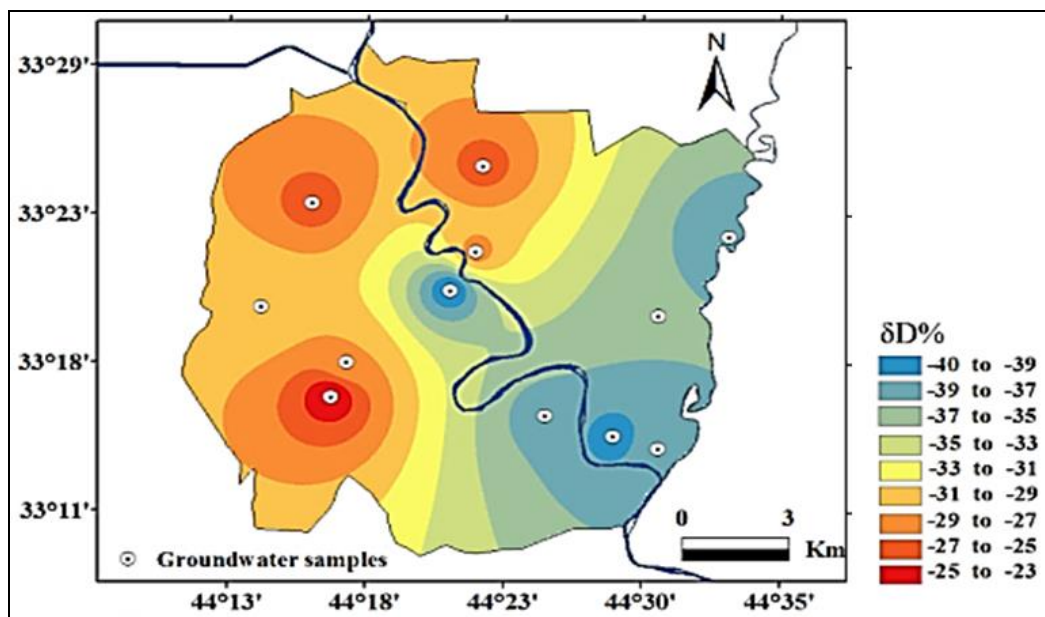 33°29'
N
33°23'
33°18'
33°11'
δD%
-40 to -39
-39 to -37
-37 to -35
-35 to -33
-33 to -31
-31 to -29
-29 to -27
-27 to -25
-25 to -23
0 3
Km
Groundwater samples
44°13' 44°18' 44°23' 44°30' 44°35'